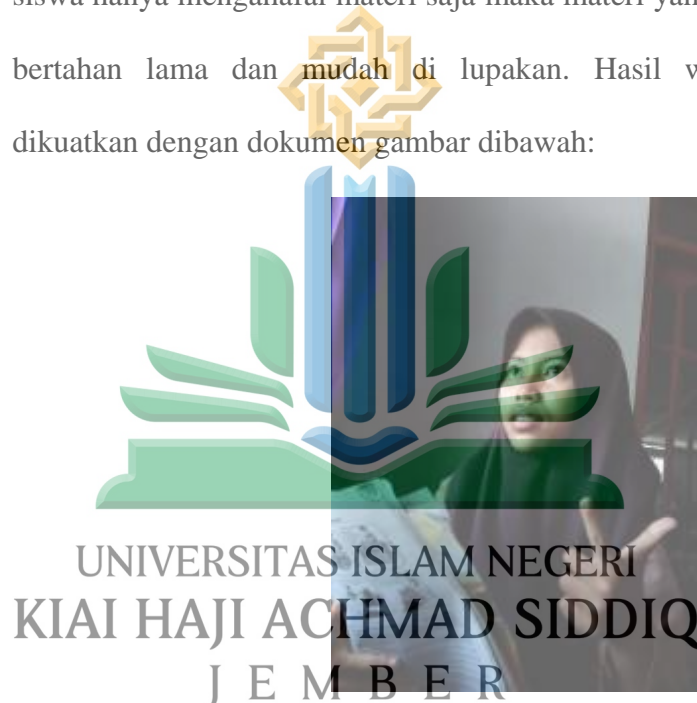 siswa hanya menghafal materi saja maka materi yan
bertahan lama dan mudah di lupakan. Hasil w
dikuatkan dengan dokumen gambar dibawah:
UNIVERSITAS ISLAM NEGERI
KIAI HAJI ACHMAD SIDDIQ
J E M B E R